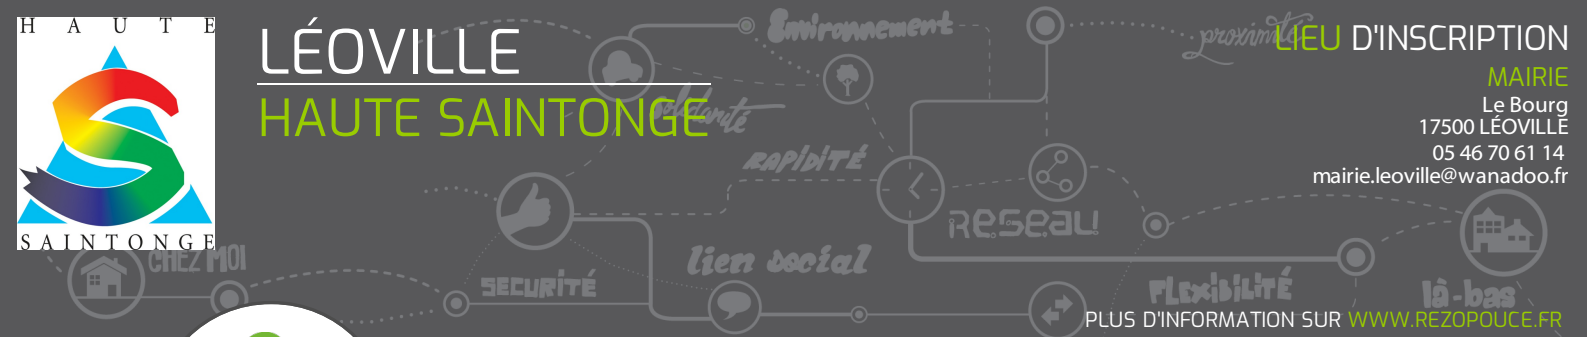 HAUTE
SAINTONGE
LÉOVILLE
HAUTE SAINTONGE
LIEU D'INSCRIPTION
MAIRIE
Le Bourg
17500 LÉOVILLE
05 46 70 61 14
mairie.leoville@wanadoo.fr
Environnement
proximité
solidarité
RAPIDITÉ
RESEAU
CHEZ MOI
lien social
SECURITÉ
FLEXIBILITÉ
là-bas
PLUS D'INFORMATION SUR WWW.REZOPOUCE.FR